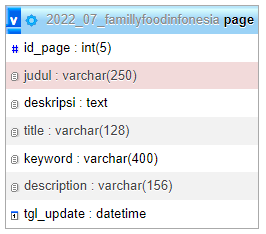 v 2022_07_famillyfoodinfonesia page
# id_page : int(5)
judul : varchar(250)
deskripsi : text
title : varchar(128)
keyword : varchar(400)
description : varchar(156)
tgl_update : datetime